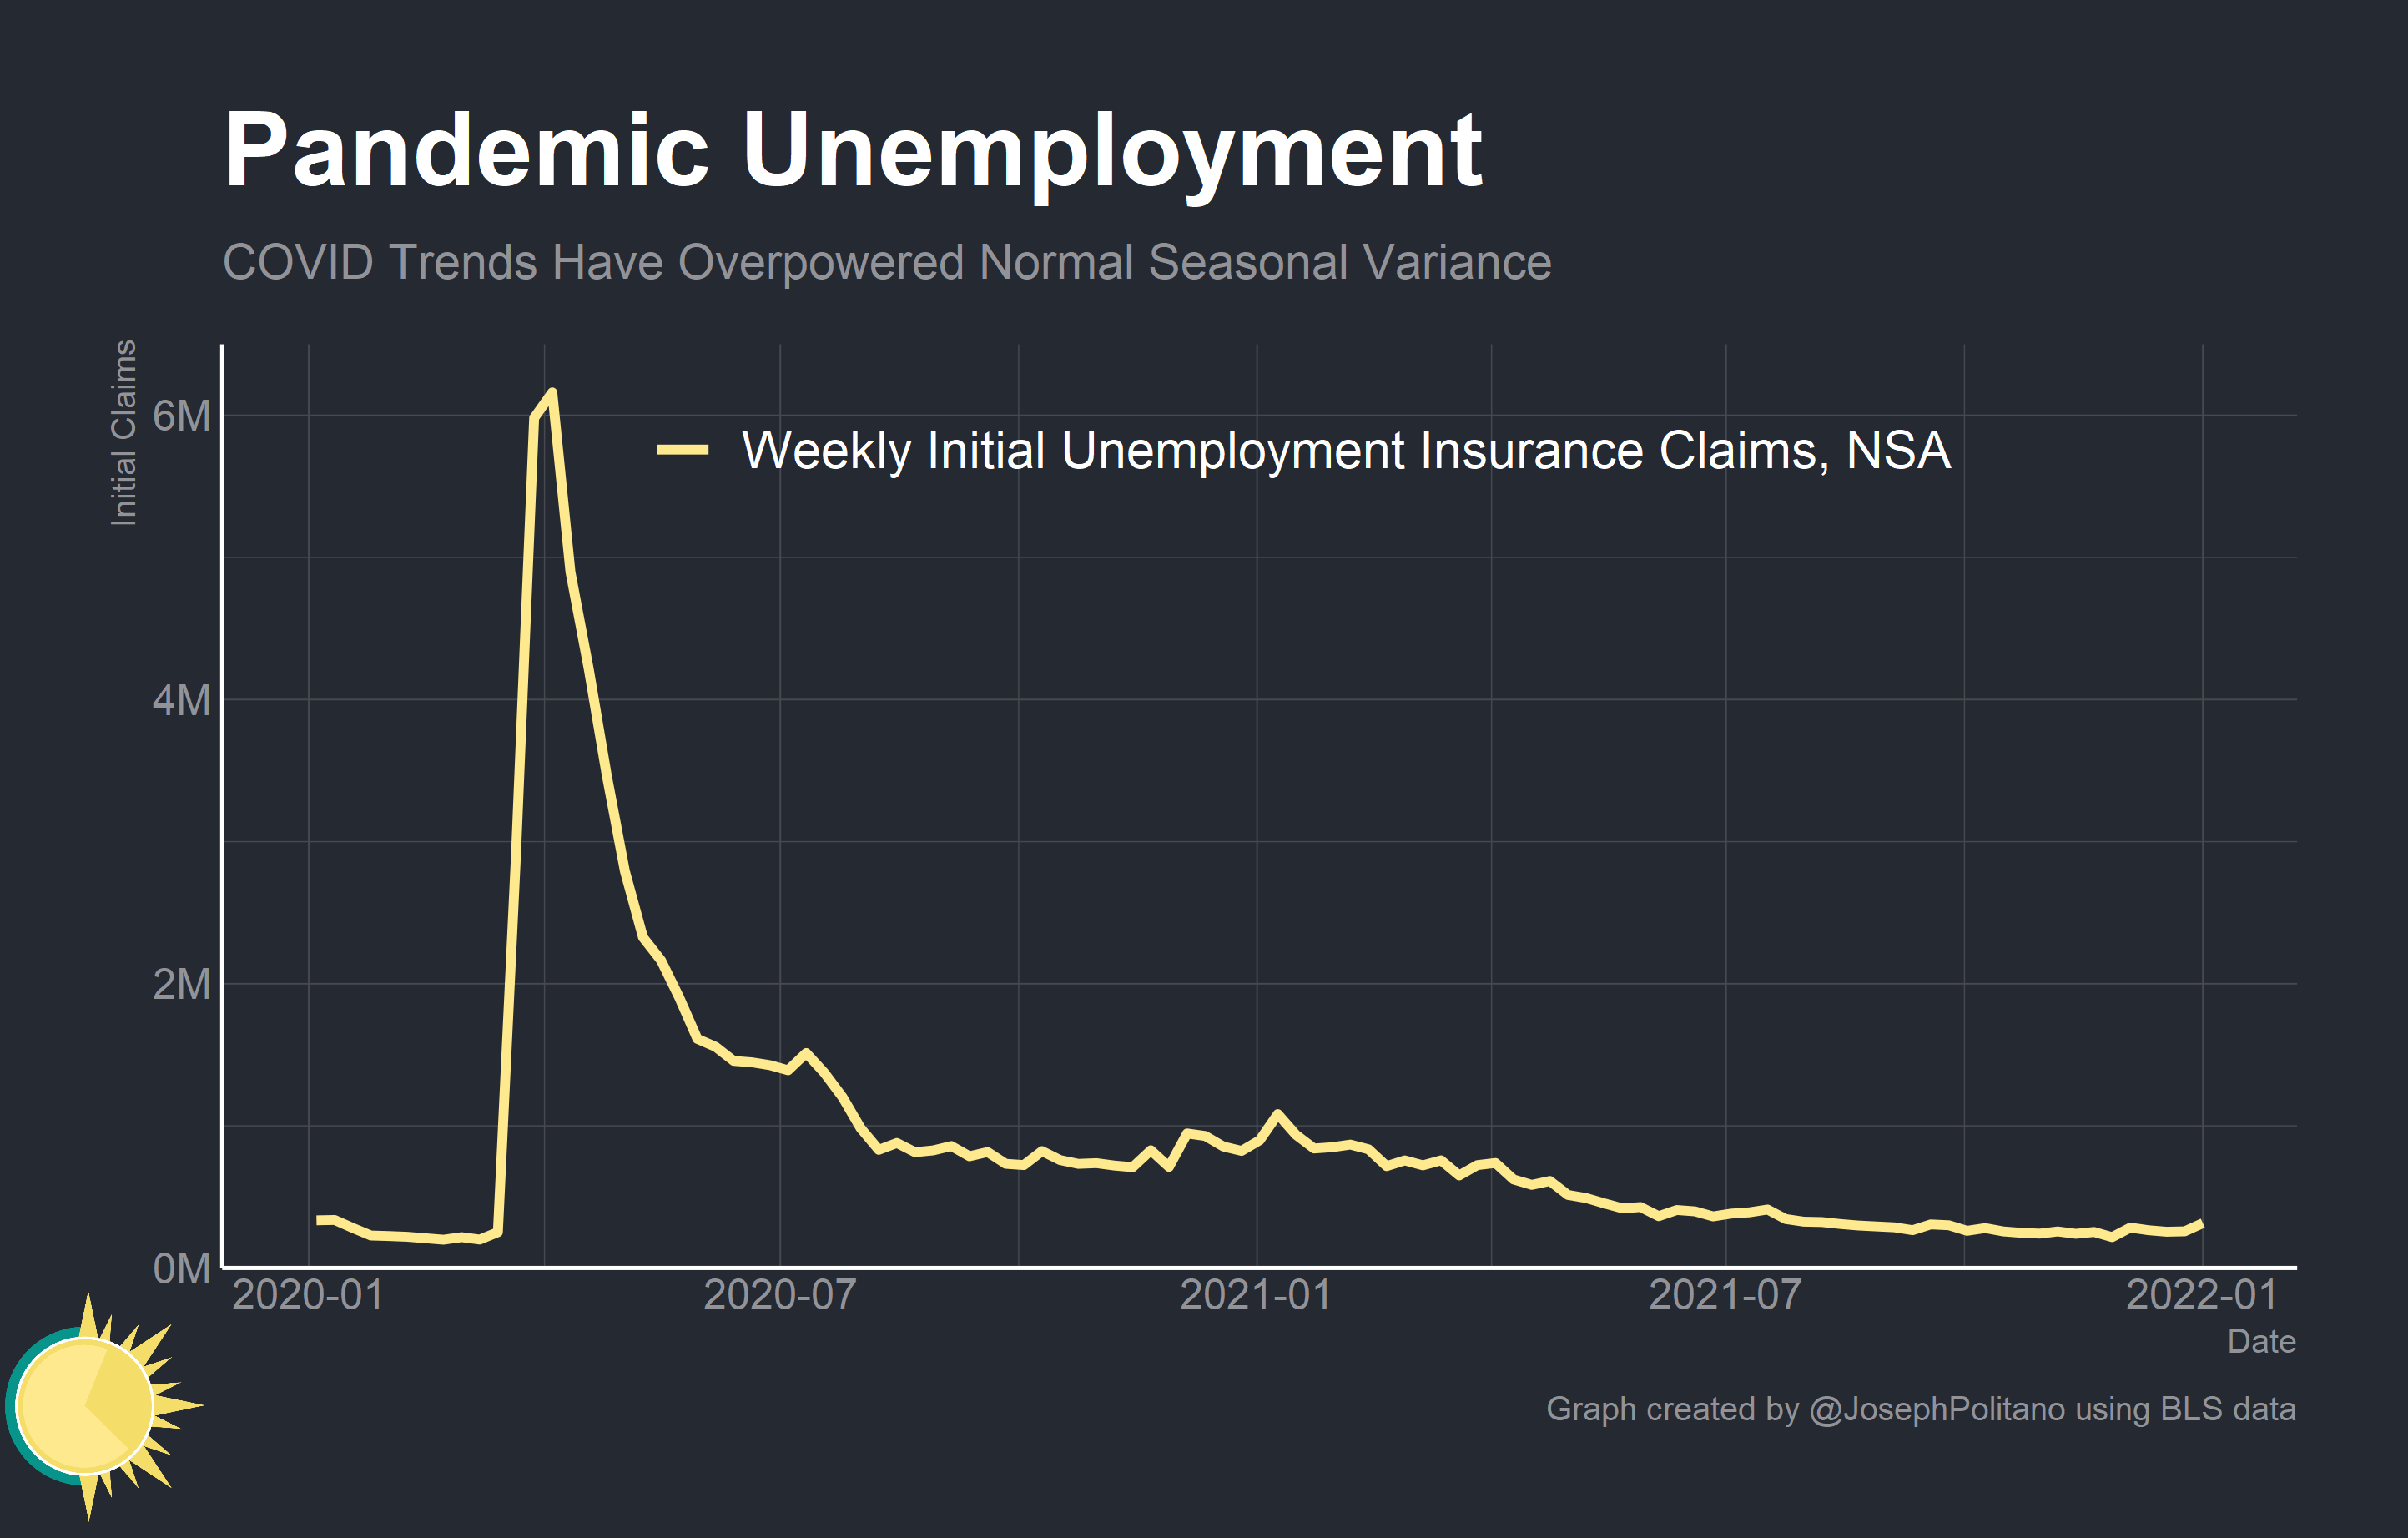 Pandemic Unemployment
COVID Trends Have Overpowered Normal Seasonal Variance
Initial Claims
6M
4M
2M
0M
Weekly Initial Unemployment Insurance Claims, NSA
2020-01
2020-07
2021-01
2021-07
2022-01
Date
Graph created by @JosephPolitano using BLS data